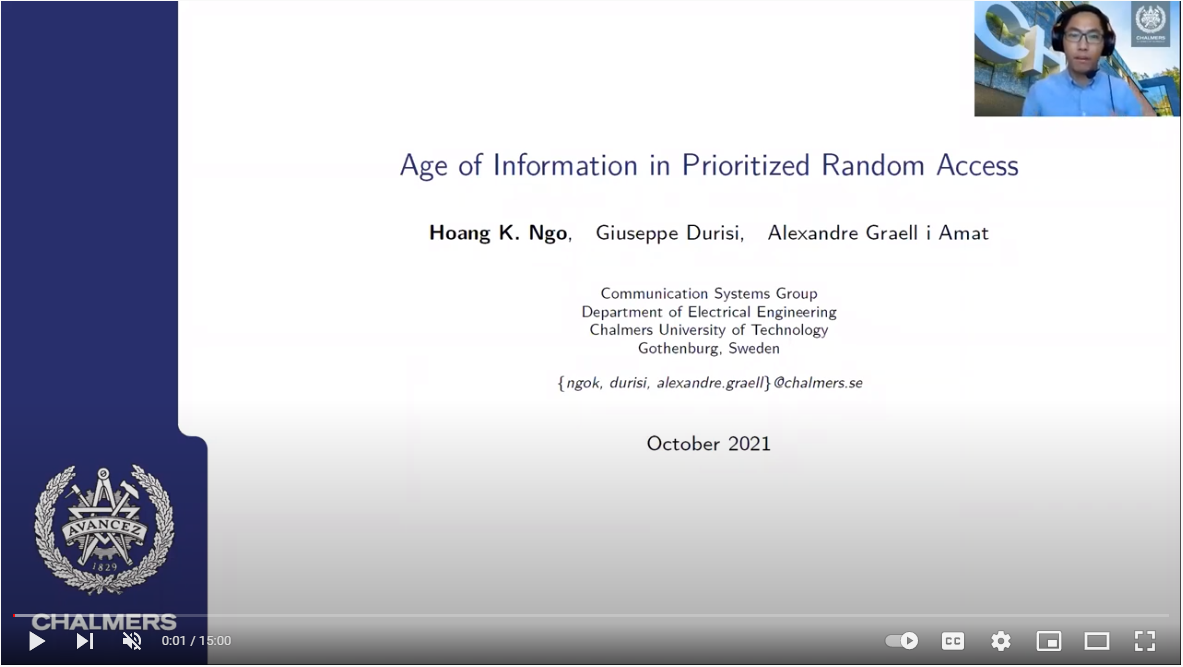 CH
CHALMERS
Age of Information in Prioritized Random Access
Hoang K. Ngo, Giuseppe Durisi, Alexandre Graell i Amat
Communication Systems Group
Department of Electrical Engineering
Chalmers University of Technology
Gothenburg, Sweden
{ngok, durisi, alexandre.graell}@chalmers.se
October 2021
AVANCEZ
1829
CHALMERS
0:01 / 15:00
CC